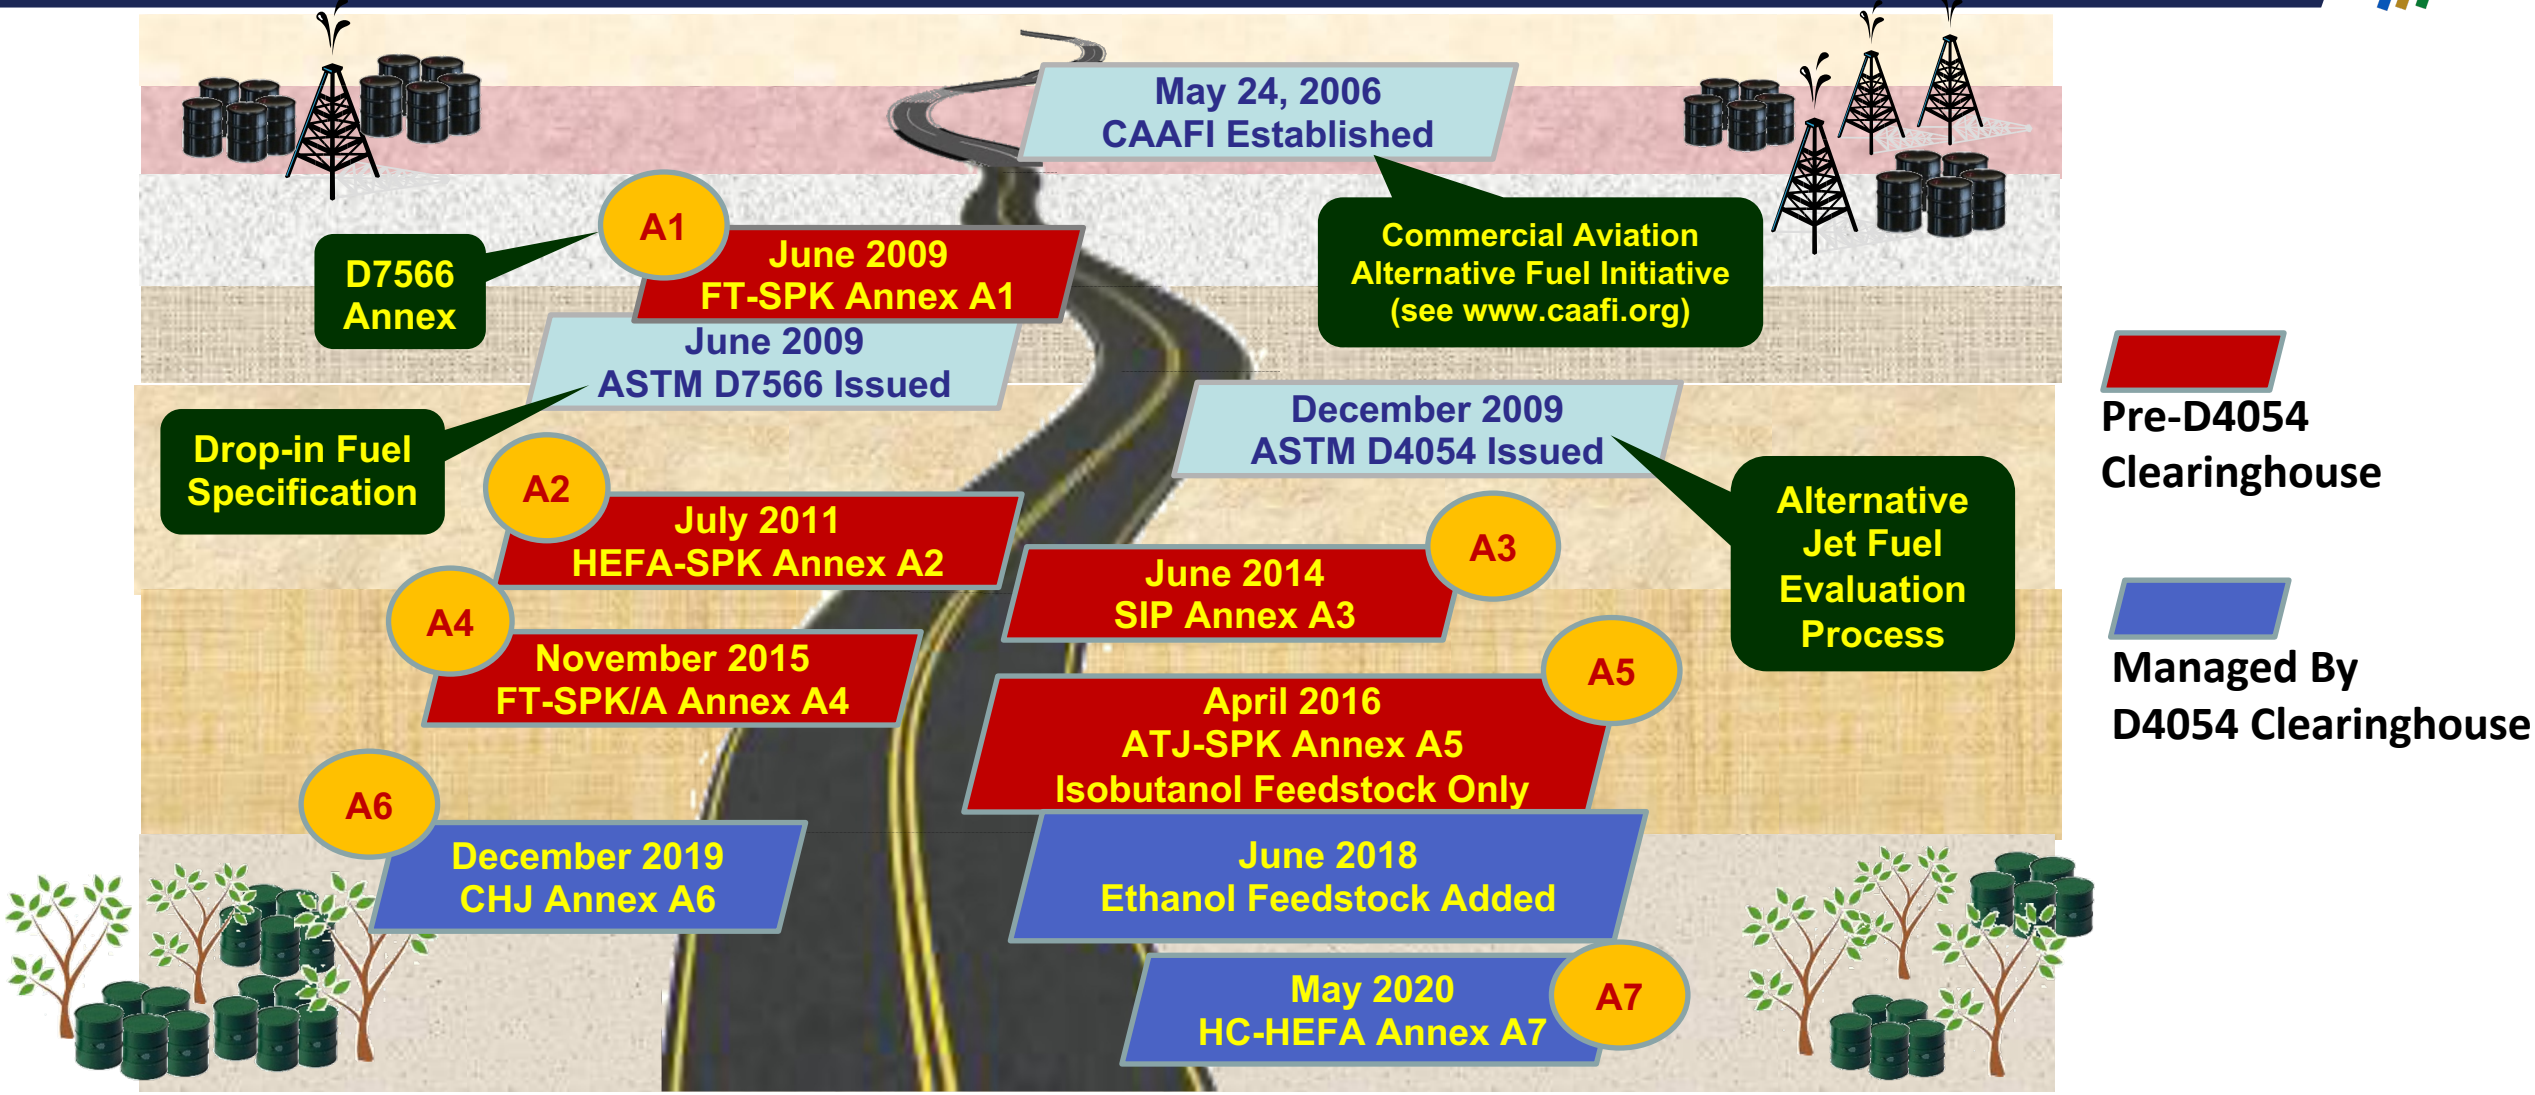 May 24, 2006
CAAFI Established
Commercial Aviation
Alternative Fuel Initiative
(see www.caafi.org)
A1
June 2009
FT-SPK Annex A1
D7566
Annex
June 2009
ASTM D7566 Issued
Drop-in Fuel
Specification
December 2009
ASTM D4054 Issued
Alternative
Jet Fuel
Evaluation
Process
A2
July 2011
HEFA-SPK Annex A2
A3
June 2014
SIP Annex A3
A4
November 2015
FT-SPK/A Annex A4
A5
April 2016
ATJ-SPK Annex A5
Isobutanol Feedstock Only
June 2018
Ethanol Feedstock Added
A6
December 2019
CHJ Annex A6
May 2020
HC-HEFA Annex A7
A7
Pre-D4054
Clearinghouse
Managed By
D4054 Clearinghouse